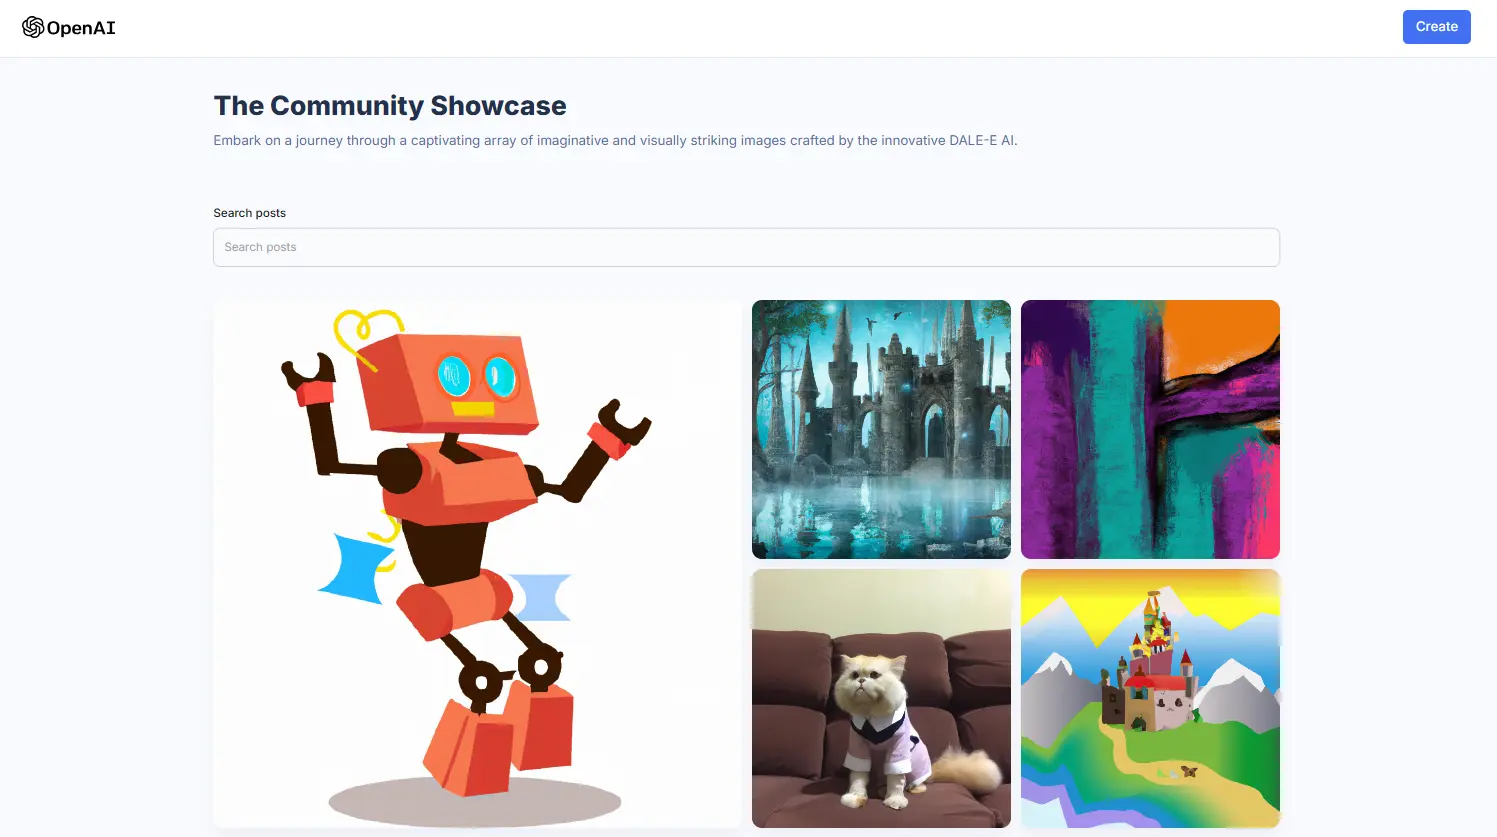 OpenAI
Create
The Community Showcase
Embark on a journey through a captivating array of imaginative and visually striking images crafted by the innovative DALE-E AI.
Search posts
Search posts